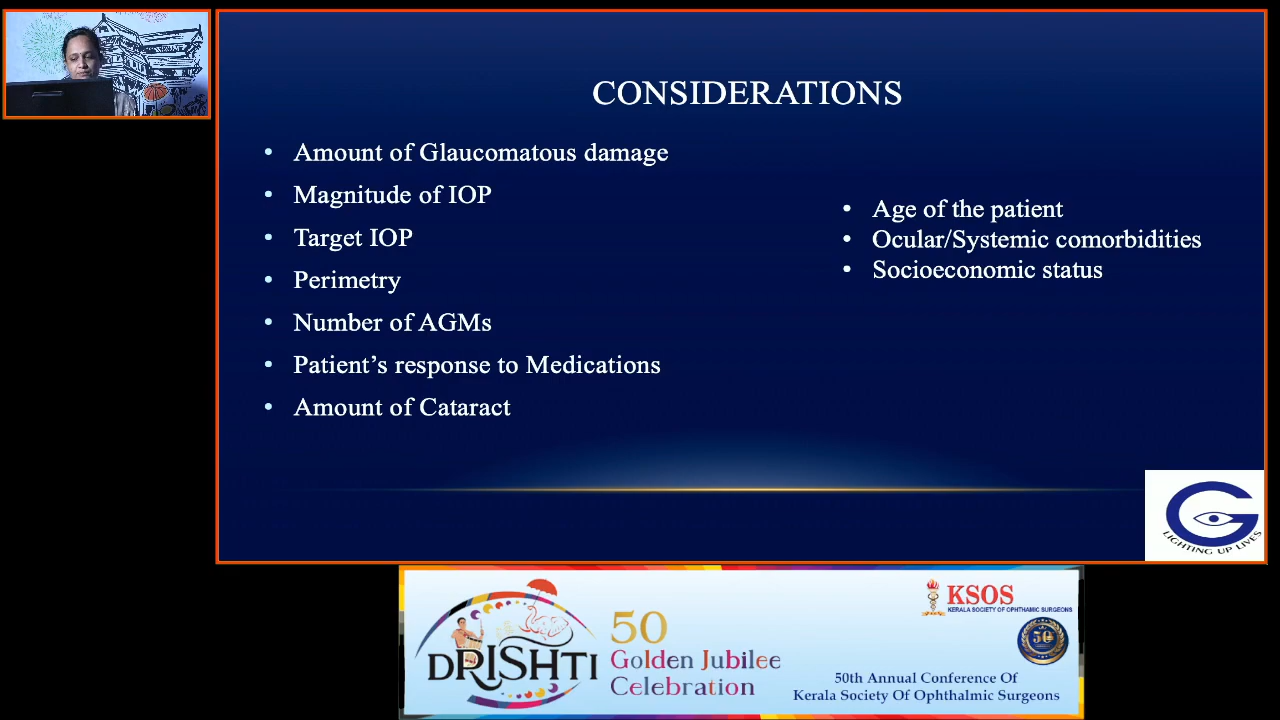 CONSIDERATIONS
• Amount of Glaucomatous damage
• Magnitude of IOP
• Target IOP
• Perimetry
• Number of AGMs
• Patient’s response to Medications
• Amount of Cataract
• Age of the patient
• Ocular/Systemic comorbidities
• Socioeconomic status
G
LIGHTING UP LIVES
DRISHTI
50
Golden Jubilee
Celebration
KSOS
KERALA SOCIETY OF OPHTHAMIC SURGEONS
50
50th Annual Conference Of
Kerala Society Of Ophthalmic Surgeons